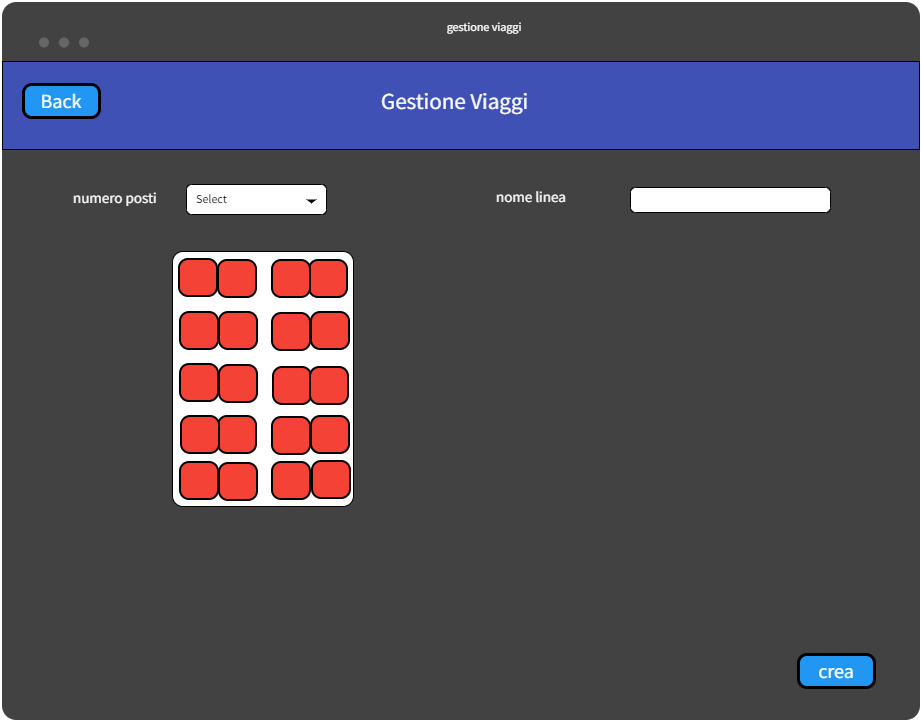 gestione viaggi
Back
Gestione Viaggi
numero posti
Select
nome linea
crea